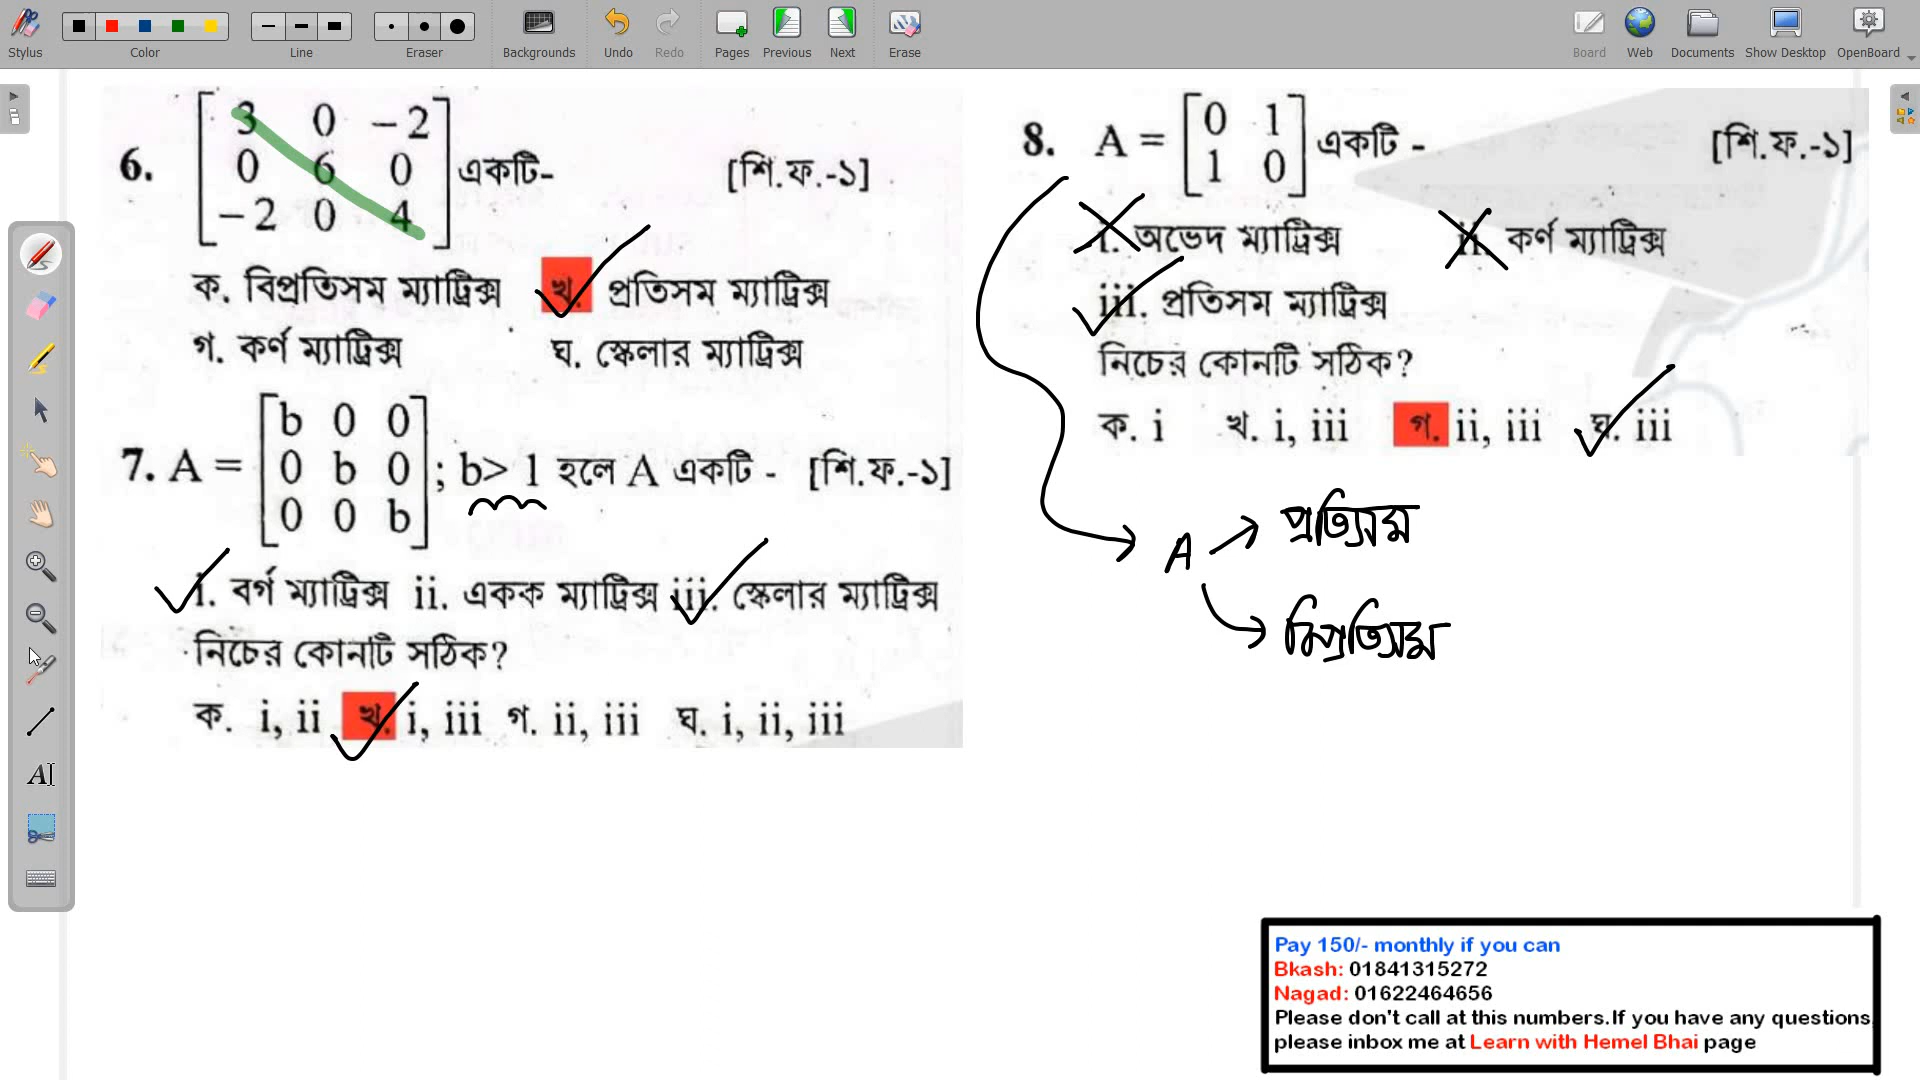 Stylus Color Line Eraser Backgrounds Undo Redo Pages Previous Next Erase Board Web Documents Show Desktop OpenBoard
6. [3 0 -2
0 6 0
-2 0 4] একটি- [শি.ফ.-১]
ক. বিপ্রতিসম ম্যাট্রিক্স খ. প্রতিসম ম্যাট্রিক্স
গ. কর্ণ ম্যাট্রিক্স ঘ. স্কেলার ম্যাট্রিক্স
7. A = [b 0 0
0 b 0
0 0 b] ; b> 1 হলে A একটি - [শি.ফ.-১]
i. বর্গ ম্যাট্রিক্স ii. একক ম্যাট্রিক্স iii. স্কেলার ম্যাট্রিক্স
নিচের কোনটি সঠিক?
ক. i, ii খ. i, iii গ. ii, iii ঘ. i, ii, iii
8. A = [0 1
1 0] একটি - [শি.ফ.-১]
i. অভেদ ম্যাট্রিক্স ii. কর্ণ ম্যাট্রিক্স
iii. প্রতিসম ম্যাট্রিক্স
নিচের কোনটি সঠিক?
ক. i খ. i, iii গ. ii, iii ঘ. iii
A → প্রতিসম
→ বিপ্রতিসম
Pay 150/- monthly if you can
Bkash: 01841315272
Nagad: 01622464656
Please don't call at this numbers.If you have any questions
please inbox me at Learn with Hemel Bhai page